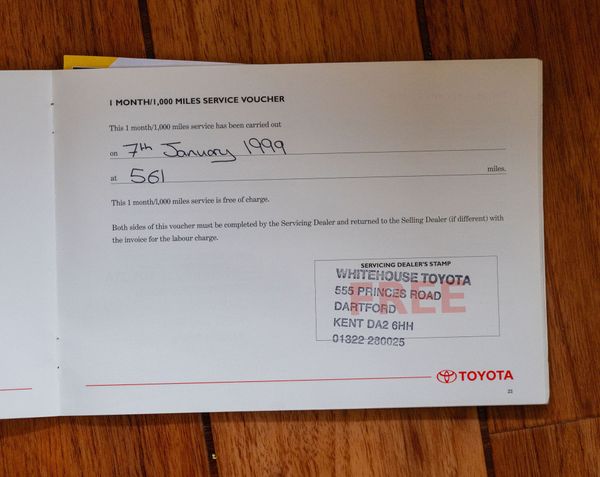 1 MONTH/1,000 MILES SERVICE VOUCHER
This 1 month/1,000 miles service has been carried out
on 7th January 1999
at 561 miles.
This 1 month/1,000 miles service is free of charge.
Both sides of this voucher must be completed by the Servicing Dealer and returned to the Selling Dealer (if different) with
the invoice for the labour charge.
SERVICING DEALER'S STAMP
WHITEHOUSE TOYOTA
555 PRINCES ROAD
FREE
DARTFORD
KENT DA2 6HH
01322 280025
TOYOTA
21